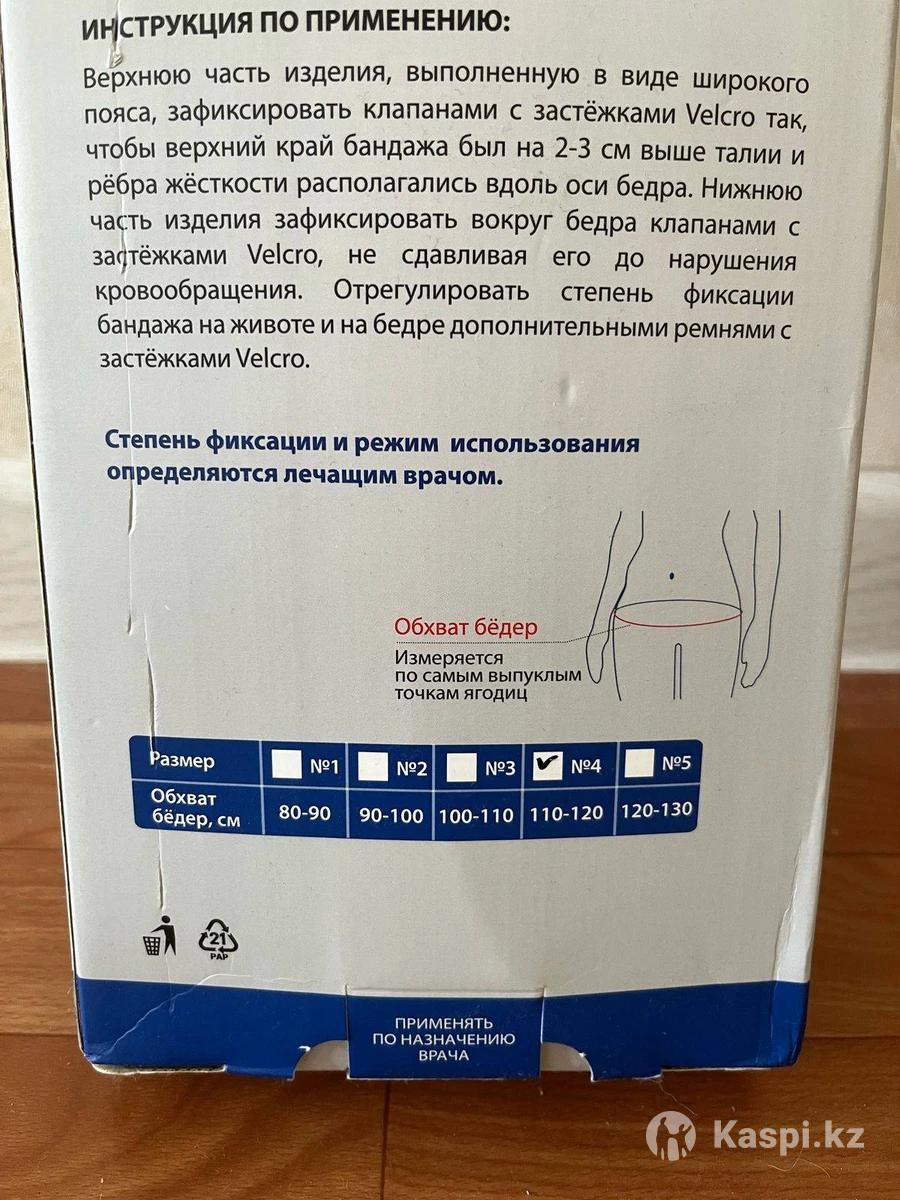 ИНСТРУКЦИЯ ПО ПРИМЕНЕНИЮ:
Верхнюю часть изделия, выполненную в виде широкого
пояса, зафиксировать клапанами с застёжками Velcro так,
чтобы верхний край бандажа был на 2-3 см выше талии и
рёбра жёсткости располагались вдоль оси бедра. Нижнюю
часть изделия зафиксировать вокруг бедра клапанами с
застёжками Velcro, не сдавливая его до нарушения
кровообращения. Отрегулировать степень фиксации
бандажа на животе и на бедре дополнительными ремнями с
застёжками Velcro.
Степень фиксации и режим использования
определяются лечащим врачом.
Обхват бёдер
Измеряется
по самым выпуклым
точкам ягодиц
Размер №1 №2 №3 №4 №5
Обхват
бёдер, см 80-90 90-100 100-110 110-120 120-130
21
PAP
ПРИМЕНЯТЬ
ПО НАЗНАЧЕНИЮ
ВРАЧА
Kaspi.kz